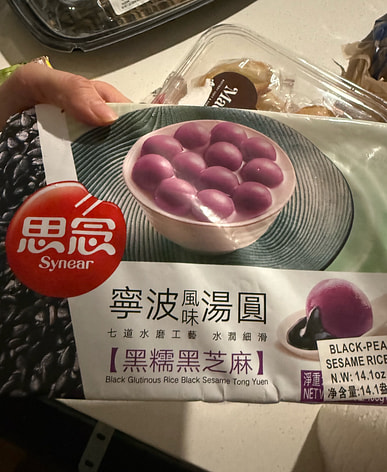 思念
Synear
寧波風味湯圓
七道水磨工藝 水潤細滑
【黑糯黑芝麻】
Black Glutinous Rice Black Sesame Tong Yuen
淨重
NET
BLACK-PEA
SESAME RICE
N.W: 14.1oz
净含量:14.1盎